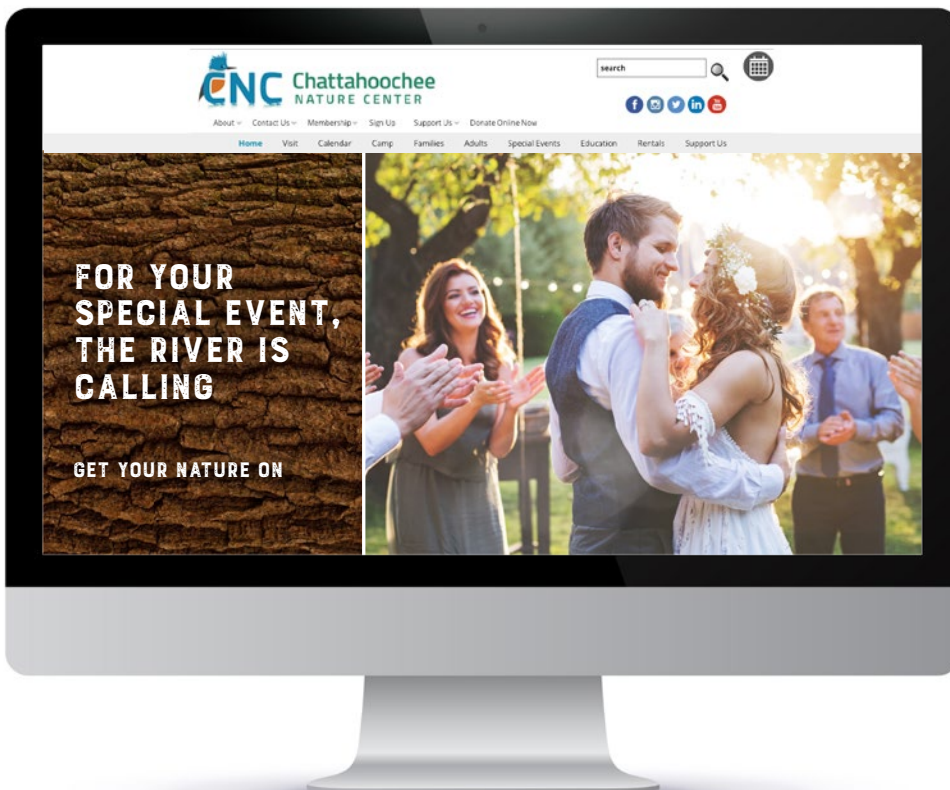 CNC Chattahoochee
NATURE CENTER
search
About Contact Us Membership Sign Up Support Us Donate Online Now
Home Visit Calendar Camp Families Adults Special Events Education Rentals Support Us
FOR YOUR
SPECIAL EVENT,
THE RIVER IS
CALLING
GET YOUR NATURE ON